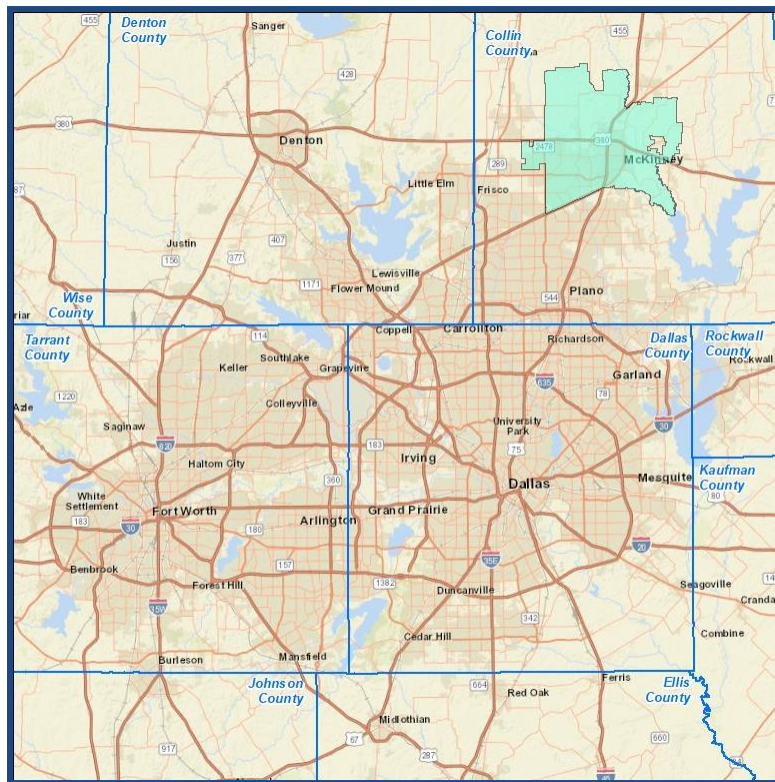 455
Sanger
Denton
County
Collin
County
455
428
380
Denton
2478
380
McKinney
289
Little Elm
Frisco
Justin
407
377
156
Lewisville
1171
Flower Mound
544
Plano
Wise
County
Tarrant
County
114
Coppell
Carrollton
Richardson
Dallas
County
Rockwall
County
Rockwall
Southlake
Keller
Grapevine
635
Garland
78
1220
Colleyville
Azle
Saginaw
University
Park
30
820
183
75
Haltom City
Irving
360
Kaufman
County
White
Settlement
Dallas
Mesquite
80
183
30
Fort Worth
Arlington
Grand Prairie
180
35E
20
157
Benbrook
1382
Forest Hill
Duncanville
Seagoville
35W
342
Cedar Hill
Combine
Burleson
Mansfield
Johnson
County
664
Red Oak
Ferris
Ellis
County
Midlothian
67
917
287
660
45